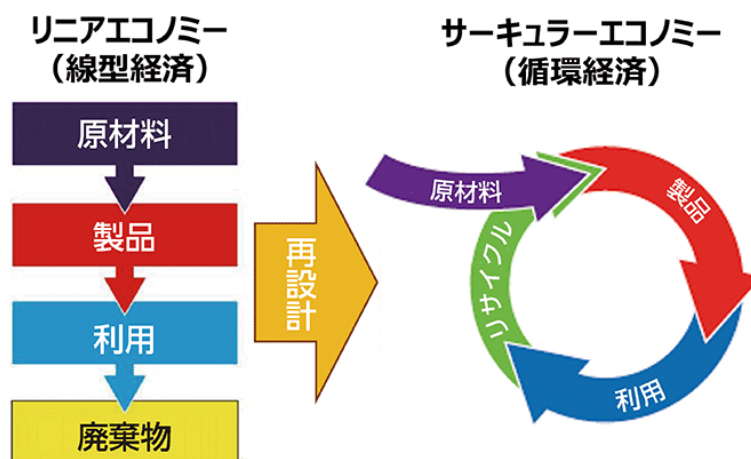 リニアエコノミー
（線型経済）
原材料
製品
利用
廃棄物
再設計
サーキュラーエコノミー
（循環経済）
原材料
製品
利用
リサイクル